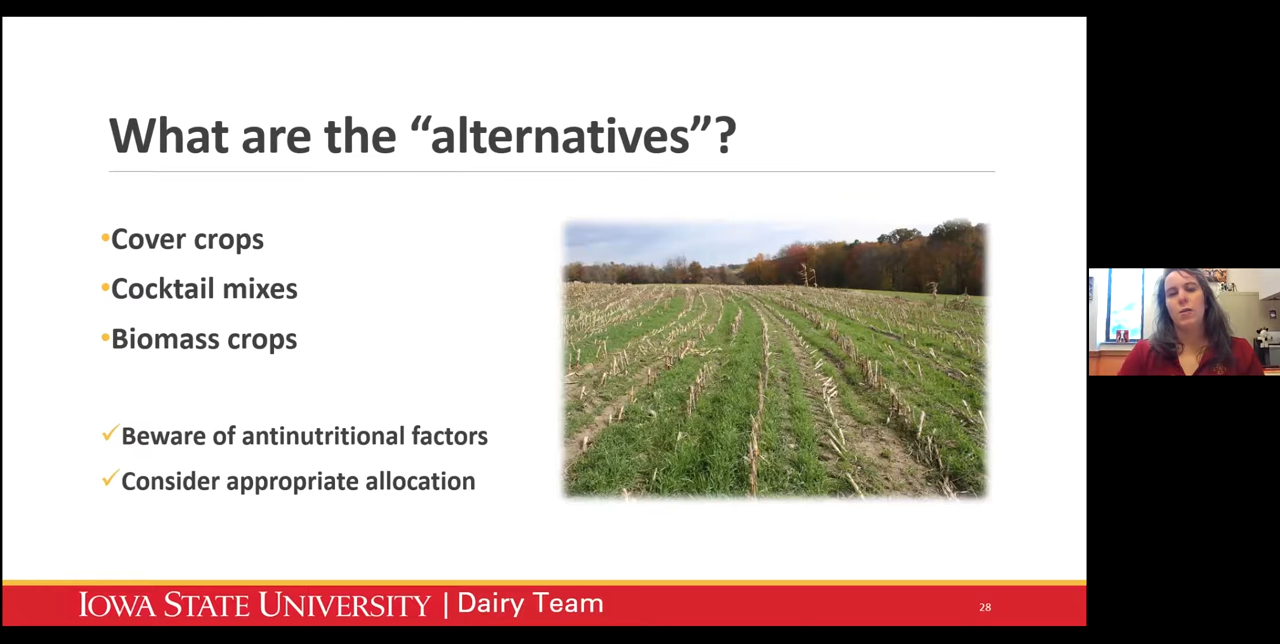 What are the “alternatives”?
•Cover crops
•Cocktail mixes
•Biomass crops
✓Beware of antinutritional factors
✓Consider appropriate allocation
IOWA STATE UNIVERSITY | Dairy Team
28